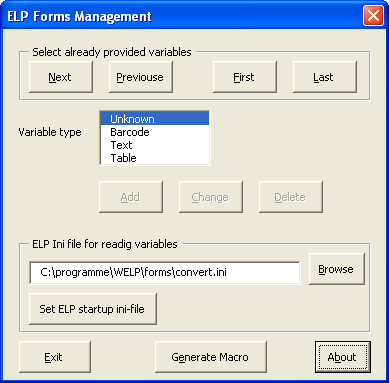 ELP Forms Management
Select already provided variables
Next Previouse First Last
Variable type
Unknown
Barcode
Text
Table
Add Change Delete
ELP Ini file for readig variables
C:\programme\WELP\forms\convert.ini
Browse
Set ELP startup ini-file
Exit Generate Macro About